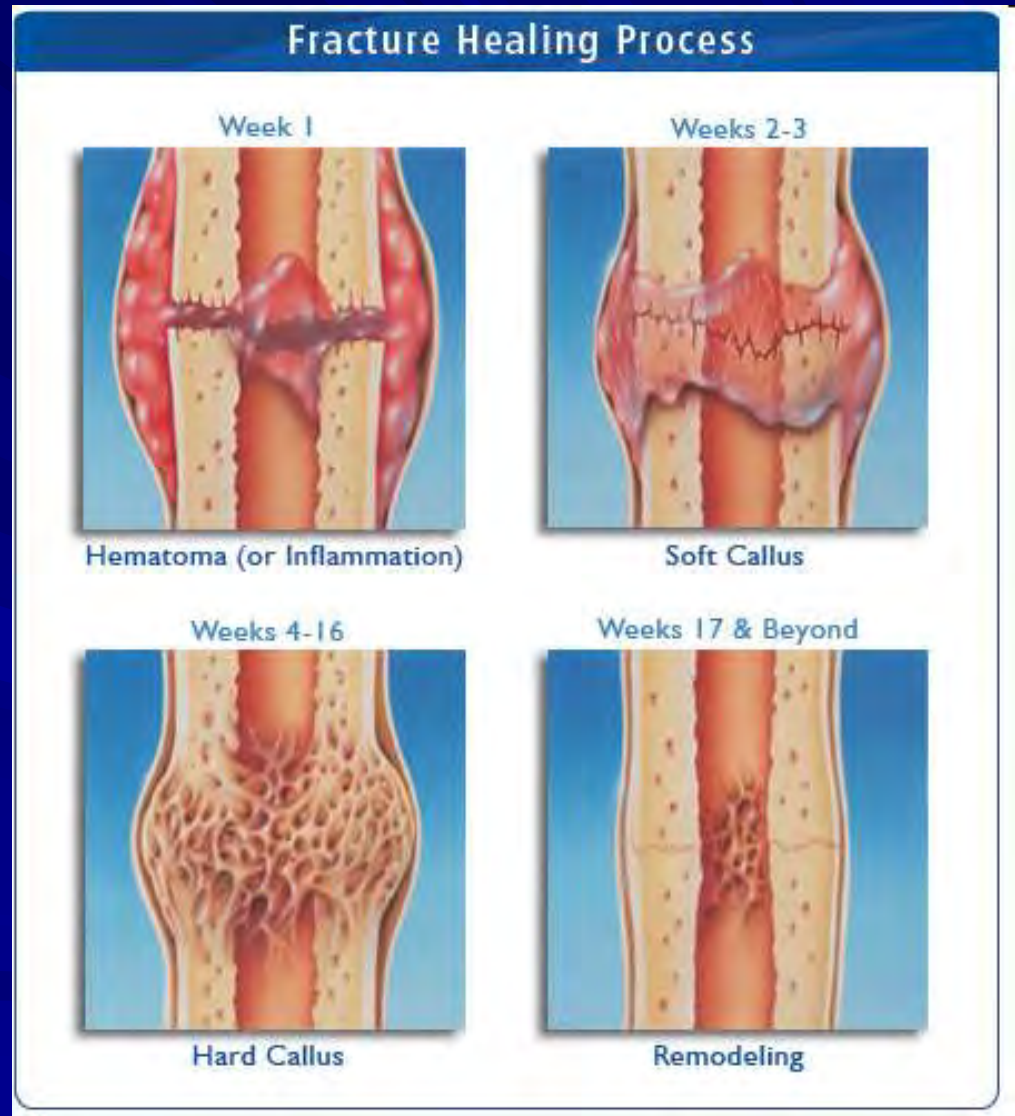 Fracture Healing Process
Week 1
Weeks 2-3
Hematoma (or Inflammation)
Soft Callus
Weeks 4-16
Weeks 17 & Beyond
Hard Callus
Remodeling